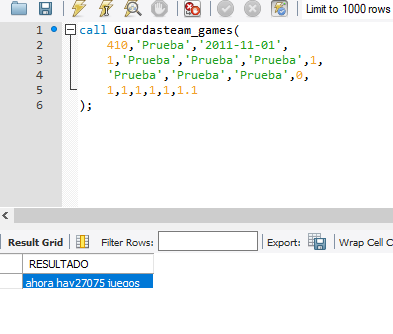 Limit to 1000 rows
1 call Guardasteam_games(
2 410,'Prueba','2011-11-01',
3 1,'Prueba','Prueba','Prueba',1,
4 'Prueba','Prueba','Prueba',0,
5 1,1,1,1,1,1.1
6 );
Result Grid Filter Rows: Export: Wrap Cell C
RESULTADO
ahora hay27075 juegos